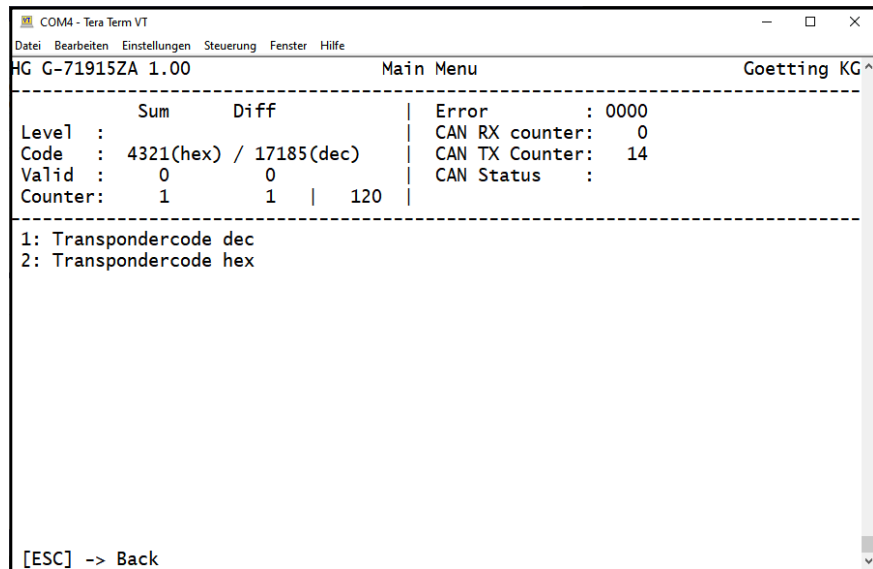 COM4 - Tera Term VT
Datei Bearbeiten Einstellungen Steuerung Fenster Hilfe
HG G-71915ZA 1.00 Main Menu Goetting KG
Sum Diff | Error : 0000
Level : | CAN RX counter: 0
Code : 4321(hex) / 17185(dec) | CAN TX Counter: 14
Valid : 0 0 | CAN Status :
Counter: 1 1 | 120 |
1: Transpondercode dec
2: Transpondercode hex
[ESC] -> Back